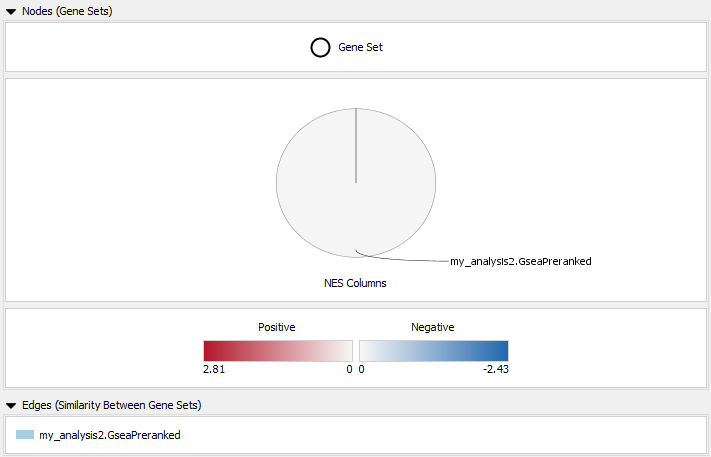 Nodes (Gene Sets)
Gene Set
my_analysis2.GseaPreranked
NES Columns
Positive Negative
2.81 0 0 -2.43
Edges (Similarity Between Gene Sets)
my_analysis2.GseaPreranked